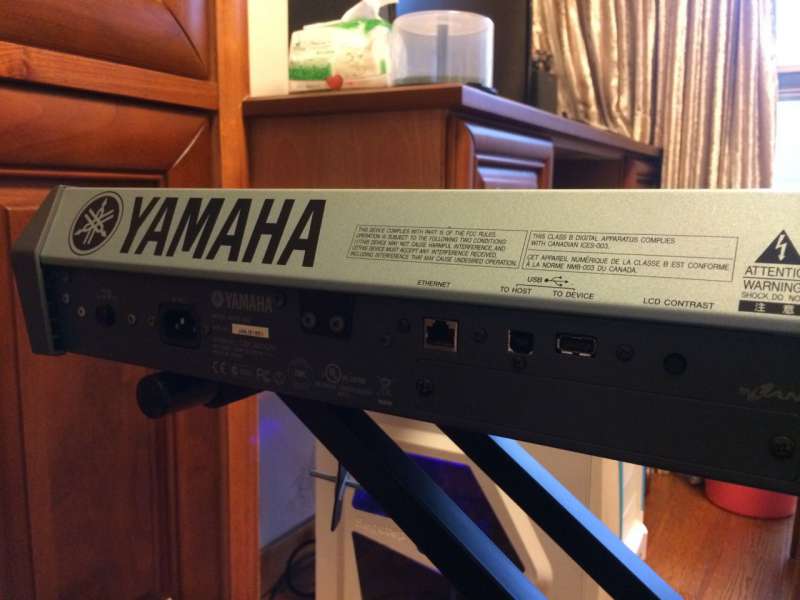 YAMAHA
THIS DEVICE COMPLIES WITH PART 15 OF THE FCC RULES.
OPERATION IS SUBJECT TO THE FOLLOWING TWO CONDITIONS:
1) THIS DEVICE MAY NOT CAUSE HARMFUL INTERFERENCE, AND
2) THIS DEVICE MUST ACCEPT ANY INTERFERENCE RECEIVED,
INCLUDING INTERFERENCE THAT MAY CAUSE UNDESIRED OPERATION.
THIS CLASS B DIGITAL APPARATUS COMPLIES
WITH CANADIAN ICES-003.
CET APPAREIL NUMÉRIQUE DE LA CLASSE B EST CONFORME
À LA NORME NMB-003 DU CANADA.
ATTENTIO
WARNING
SHOCK DO NO
注意
ETHERNET
USB
TO HOST
TO DEVICE
LCD CONTRAST
YAMAHA